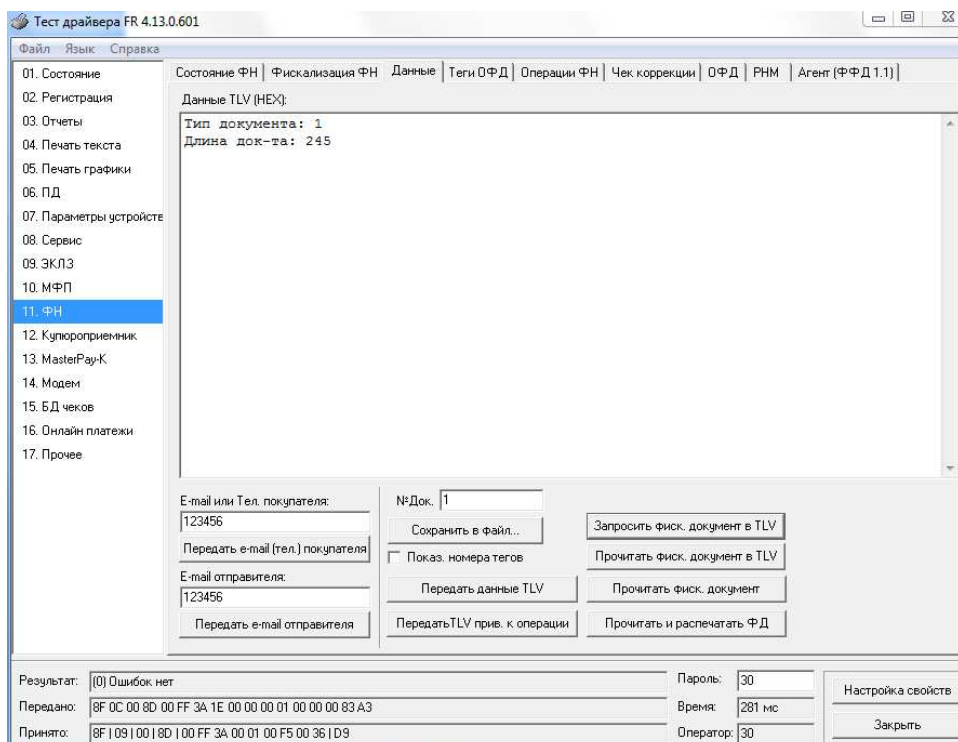 Тест драйвера FR 4.13.0.601
Файл Язык Справка
01. Состояние
02. Регистрация
03. Отчеты
04. Печать текста
05. Печать графики
06. ПД
07. Параметры устройств
08. Сервис
09. ЭКЛЗ
10. МФП
11. ФН
12. Купюроприемник
13. MasterPay-K
14. Модем
15. БД чеков
16. Онлайн платежи
17. Прочее
Состояние ФН Фискализация ФН Данные Теги ОФД Операции ФН Чек коррекции ОФД РНМ Агент (ФФД 1.1)
Данные TLV (HEX):
Тип документа: 1
Длина док-та: 245
E-mail или Тел. покупателя:
123456
Передать e-mail (тел.) покупателя
E-mail отправителя:
123456
Передать e-mail отправителя
№Док. 1
Сохранить в файл...
Показ. номера тегов
Передать данные TLV
ПередатьTLV прив. к операции
Запросить фиск. документ в TLV
Прочитать фиск. документ в TLV
Прочитать фиск. документ
Прочитать и распечатать ФД
Результат: (0) Ошибок нет
Передано: 8F 0C 00 8D 00 FF 3A 1E 00 00 00 01 00 00 00 83 A3
Принято: 8F | 09 | 00 | 8D | 00 FF 3A 00 01 00 F5 00 36 | D9
Пароль: 30
Время: 281 мс
Оператор: 30
Настройка свойств
Закрыть